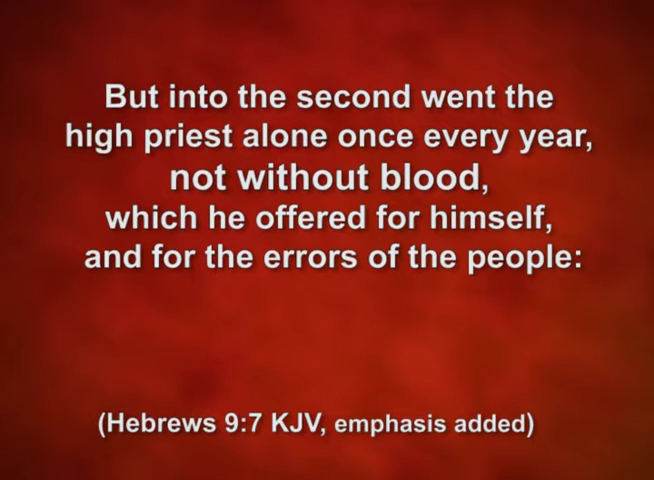 But into the second went the
high priest alone once every year,
not without blood,
which he offered for himself,
and for the errors of the people:
(Hebrews 9:7 KJV, emphasis added)